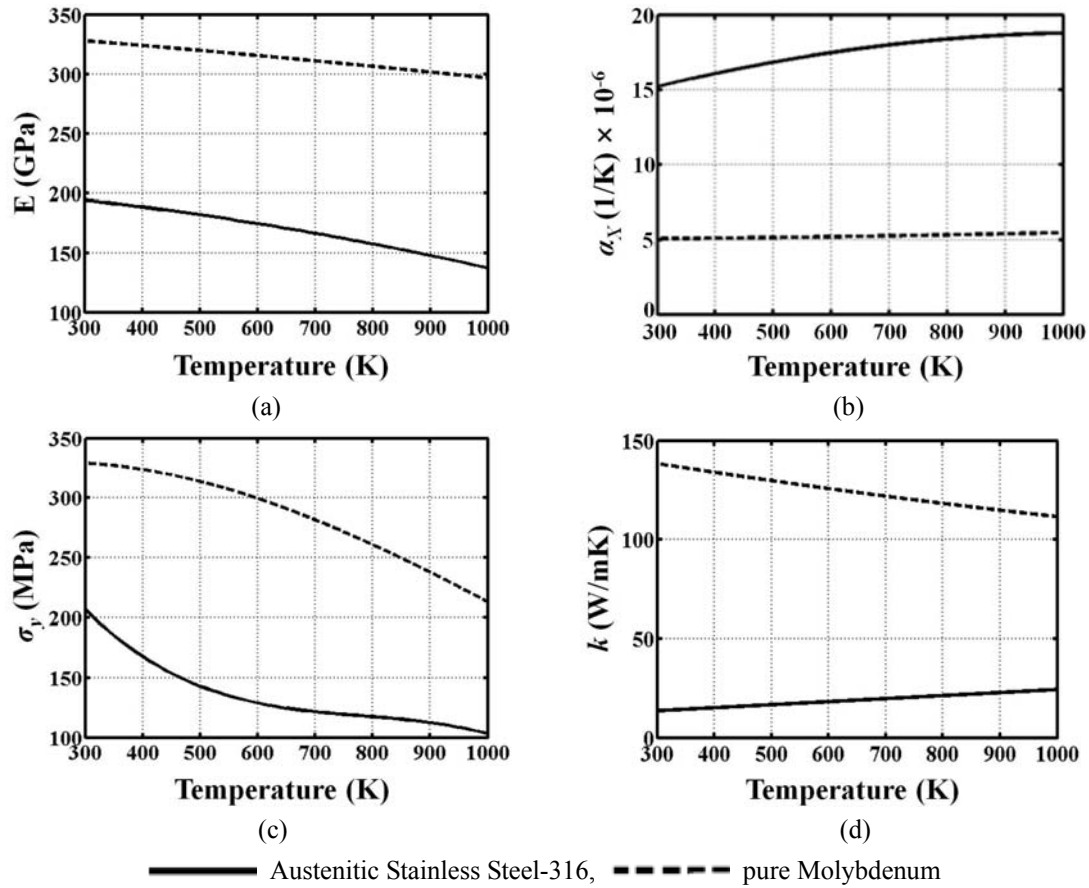 350
300
250
200
150
100
E (GPa)
300 400 500 600 700 800 900 1000
Temperature (K)
(a)
20
15
10
5
0
α_X (1/K) × 10⁻⁶
300 400 500 600 700 800 900 1000
Temperature (K)
(b)
350
300
250
200
150
100
σ_y (MPa)
300 400 500 600 700 800 900 1000
Temperature (K)
(c)
150
100
50
0
k (W/mK)
300 400 500 600 700 800 900 1000
Temperature (K)
(d)
Austenitic Stainless Steel-316, pure Molybdenum